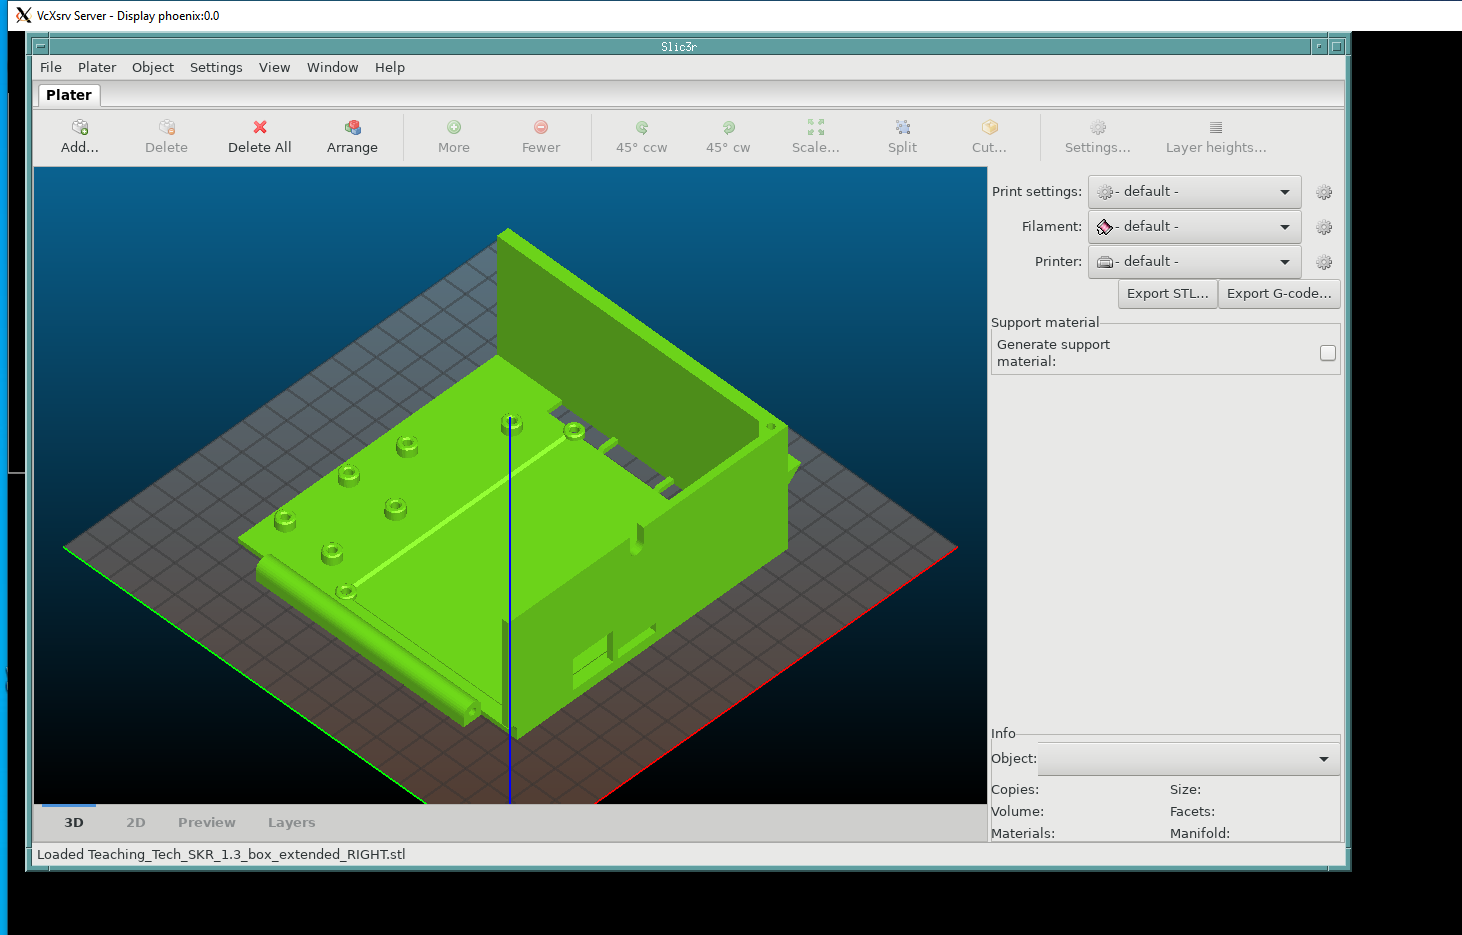 VcXsrv Server - Display phoenix:0.0
Slic3r
File Plater Object Settings View Window Help
Plater
Add... Delete Delete All Arrange More Fewer 45° ccw 45° cw Scale... Split Cut... Settings... Layer heights...
Print settings: - default -
Filament: - default -
Printer: - default -
Export STL... Export G-code...
Support material
Generate support
material:
Info
Object:
Copies: Size:
Volume: Facets:
Materials: Manifold:
3D 2D Preview Layers
Loaded Teaching_Tech_SKR_1.3_box_extended_RIGHT.stl